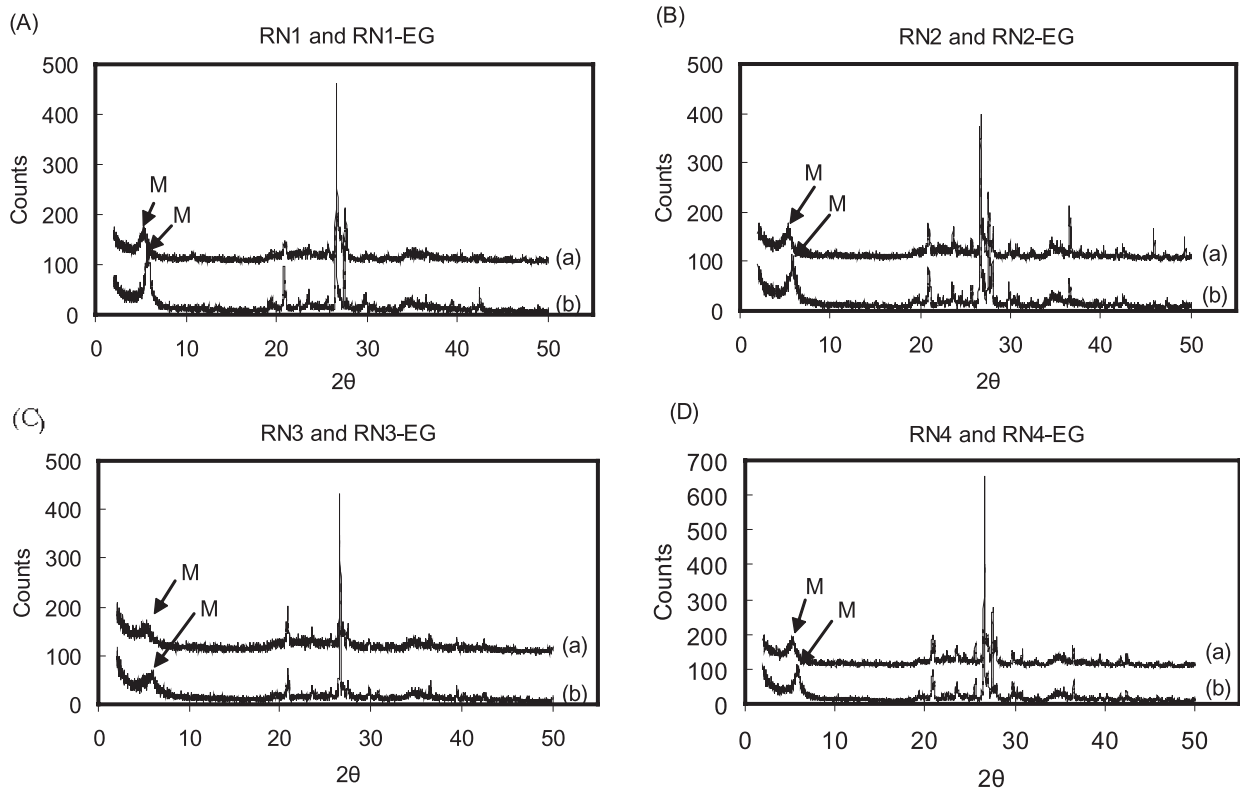 (A)
RN1 and RN1-EG
500
400
300
200
100
0
Counts
M
M
(a)
(b)
0 10 20 30 40 50
2θ
(B)
RN2 and RN2-EG
500
400
300
200
100
0
Counts
M
M
(a)
(b)
0 10 20 30 40 50
2θ
(C)
RN3 and RN3-EG
500
400
300
200
100
0
Counts
M
M
(a)
(b)
0 10 20 30 40 50
2θ
(D)
RN4 and RN4-EG
700
600
500
400
300
200
100
0
Counts
M
M
(a)
(b)
0 10 20 30 40 50
2θ